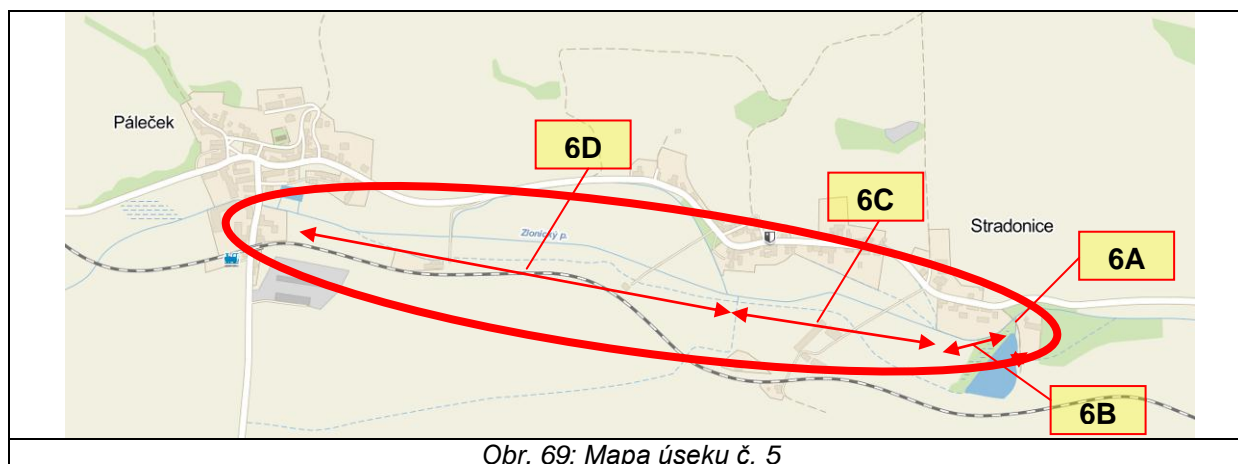 Páleček
6D
6C
Stradonice
Zlonický p.
6A
6B
Obr. 69: Mapa úseku č. 5